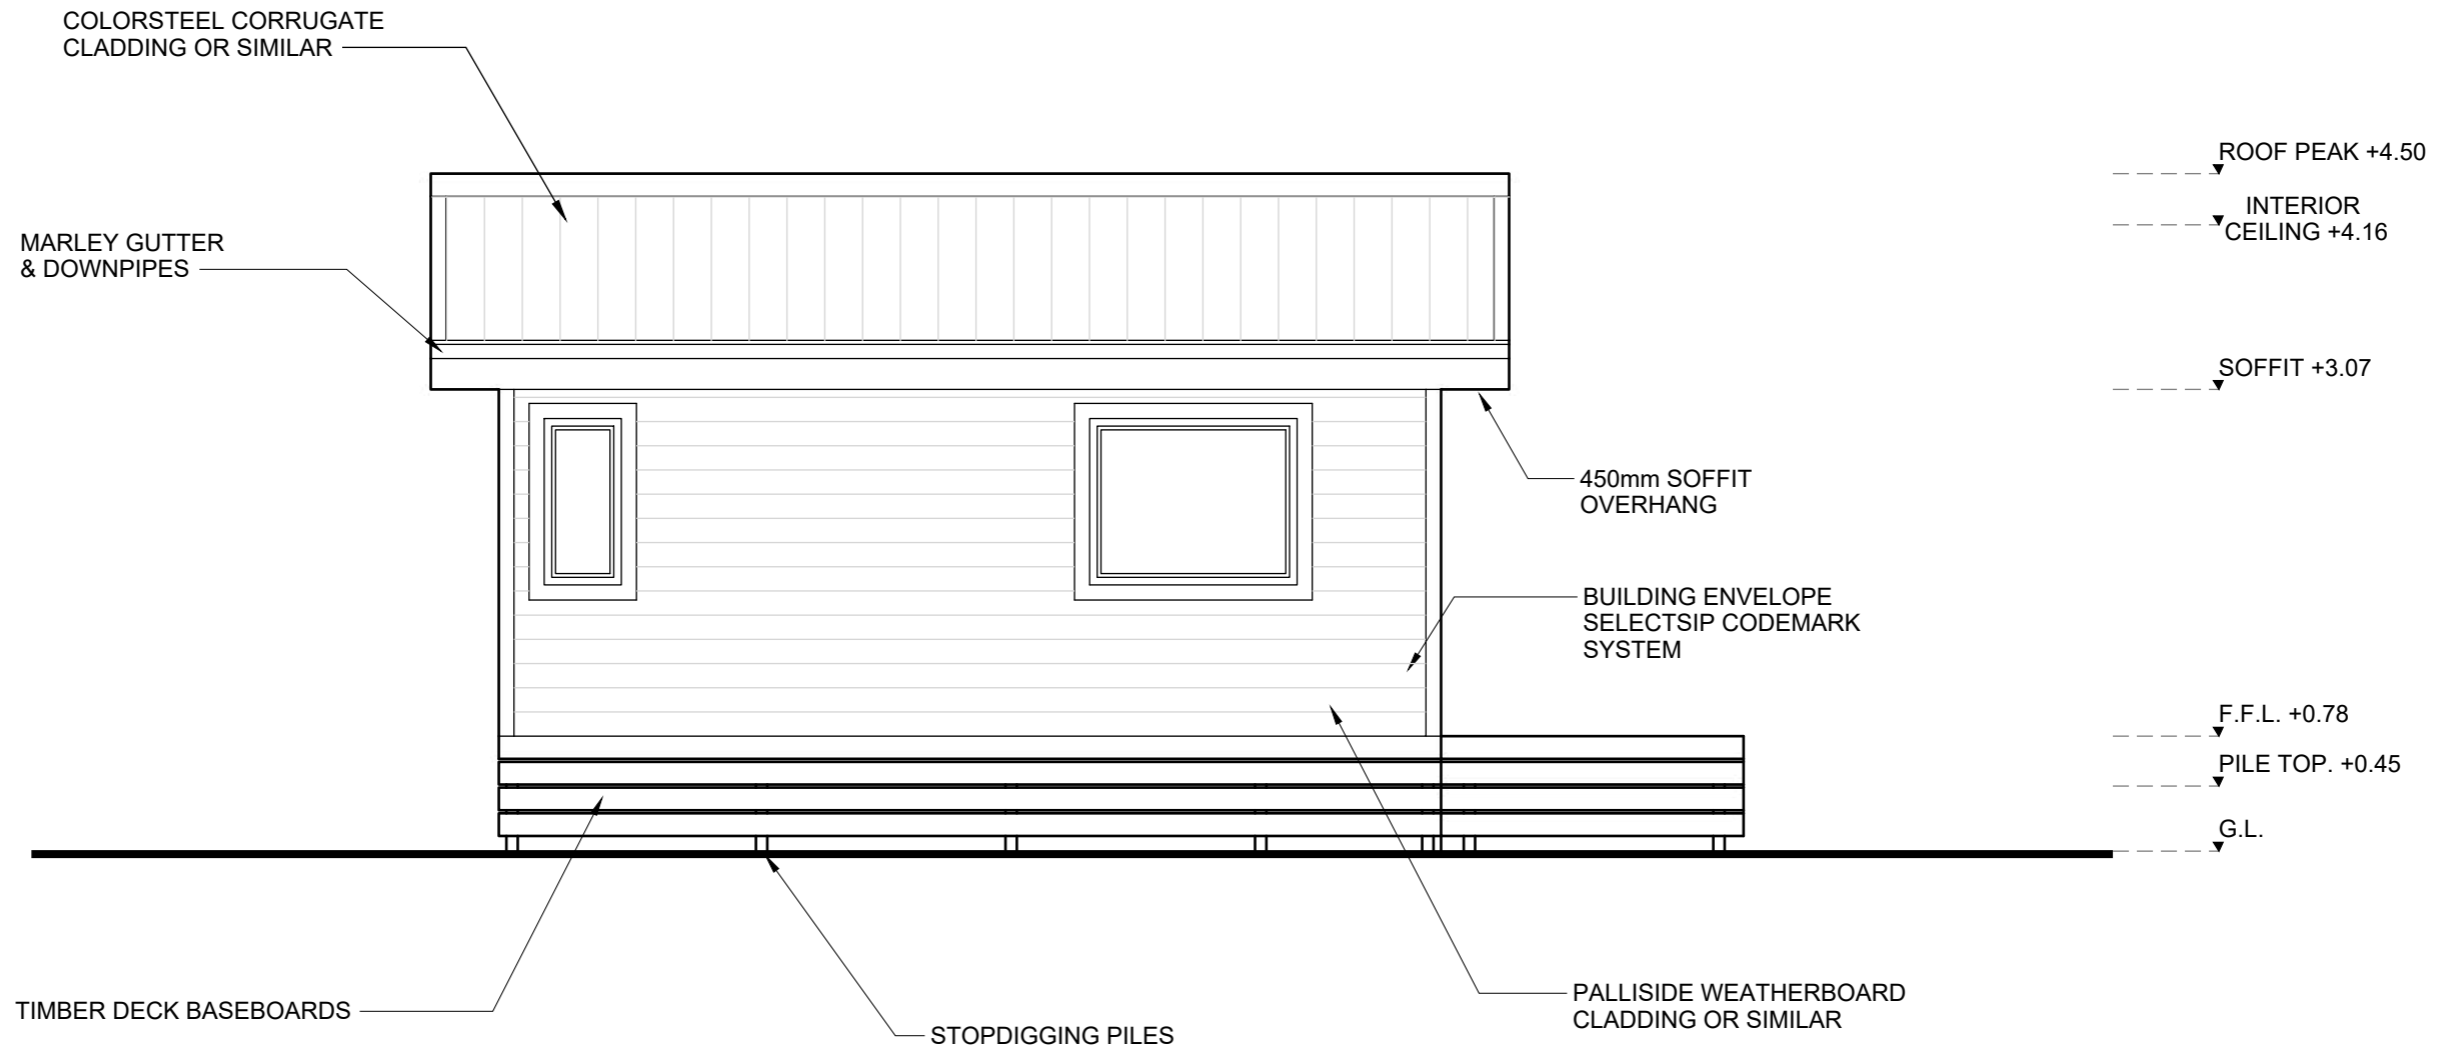 COLORSTEEL CORRUGATE
CLADDING OR SIMILAR
ROOF PEAK +4.50
INTERIOR
CEILING +4.16
MARLEY GUTTER
& DOWNPIPES
SOFFIT +3.07
450mm SOFFIT
OVERHANG
BUILDING ENVELOPE
SELECTSIP CODEMARK
SYSTEM
F.F.L. +0.78
PILE TOP. +0.45
G.L.
TIMBER DECK BASEBOARDS
STOPDIGGING PILES
PALLISIDE WEATHERBOARD
CLADDING OR SIMILAR